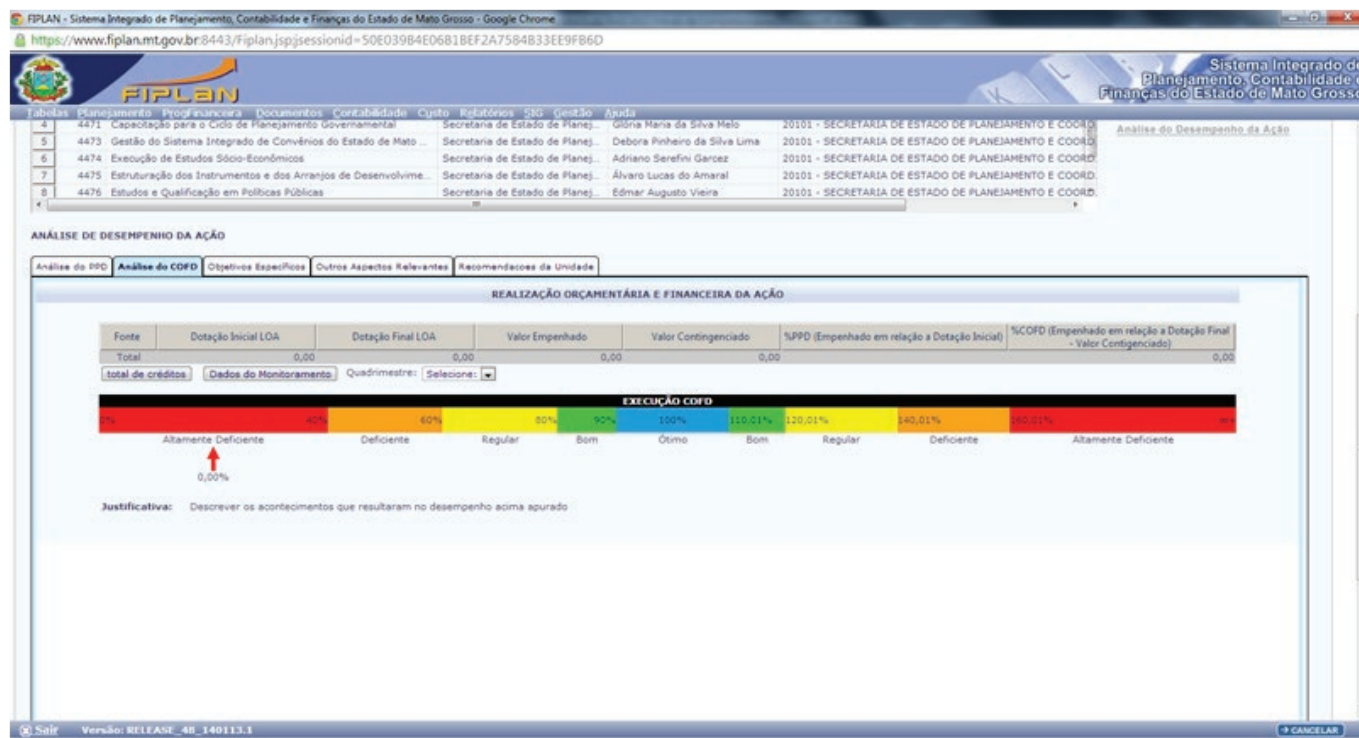 FIPLAN - Sistema Integrado de Planejamento, Contabilidade e Finanças do Estado de Mato Grosso - Google Chrome
https://www.fiplan.mt.gov.br:8443/Fiplan.jsp;jsessionid=50E039B4E06B1BEF2A7584B33EE9FB6D
FIPLAN
Sistema Integrado de
Planejamento, Contabilidade e
Finanças do Estado de Mato Grosso
Tabelas Planejamento ProgFinanceira Documentos Contabilidade Custo Relatórios SIG Gestão Ajuda
4 4471 Capacitação para o Ciclo de Planejamento Governamental Secretaria de Estado de Planej... Glória Maria da Silva Melo 20101 - SECRETARIA DE ESTADO DE PLANEJAMENTO E COORD Análise do Desempenho da Ação
5 4473 Gestão do Sistema Integrado de Convênios do Estado de Mato ... Secretaria de Estado de Planej... Debora Pinheiro da Silva Lima 20101 - SECRETARIA DE ESTADO DE PLANEJAMENTO E COORD.
6 4474 Execução de Estudos Sócio-Econômicos Secretaria de Estado de Planej... Adriano Serefini Garcez 20101 - SECRETARIA DE ESTADO DE PLANEJAMENTO E COORD.
7 4475 Estruturação dos Instrumentos e dos Arranjos de Desenvolvime... Secretaria de Estado de Planej... Álvaro Lucas do Amaral 20101 - SECRETARIA DE ESTADO DE PLANEJAMENTO E COORD.
8 4476 Estudos e Qualificação em Políticas Públicas Secretaria de Estado de Planej... Edmar Augusto Vieira 20101 - SECRETARIA DE ESTADO DE PLANEJAMENTO E COORD.
ANÁLISE DE DESEMPENHO DA AÇÃO
Análise do PPD Análise do COFD Objetivos Específicos Outros Aspectos Relevantes Recomendacoes da Unidade
REALIZAÇÃO ORÇAMENTÁRIA E FINANCEIRA DA AÇÃO
Fonte Dotação Inicial LOA Dotação Final LOA Valor Empenhado Valor Contingenciado %PPD (Empenhado em relação a Dotação Inicial) %COFD (Empenhado em relação a Dotação Final - Valor Contigenciado)
Total 0,00 0,00 0,00 0,00 0,00
total de créditos Dados do Monitoramento Quadrimestre: Selecione:
EXECUÇÃO COFD
0% 40% 60% 80% 90% 100% 110,01% 120,01% 140,01% 160,01%
Altamente Deficiente Deficiente Regular Bom Ótimo Bom Regular Deficiente Altamente Deficiente
0,00%
Justificativa: Descrever os acontecimentos que resultaram no desempenho acima apurado
Sair Versão: RELEASE_48_140113.1 CANCELAR